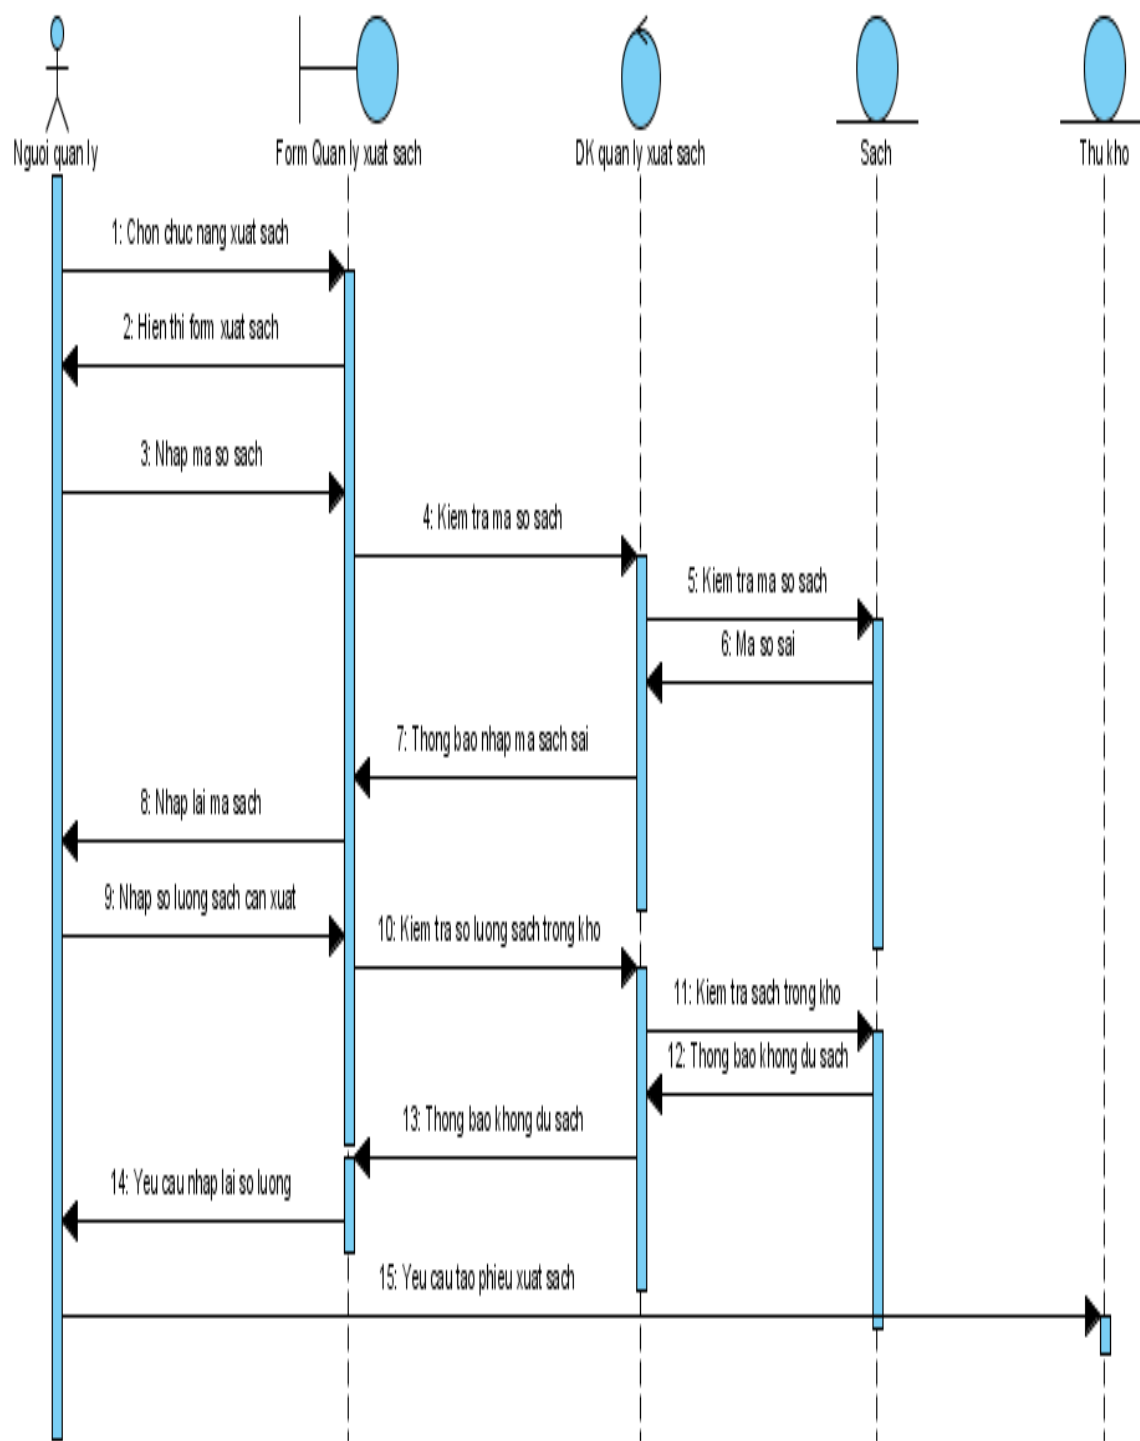 Nguoi quan ly
Form Quan ly xuat sach
DK quan ly xuat sach
Sach
Thu kho
1: Chon chuc nang xuat sach
2: Hien thi form xuat sach
3: Nhap ma so sach
4: Kiem tra ma so sach
5: Kiem tra ma so sach
6: Ma so sai
7: Thong bao nhap ma sach sai
8: Nhap lai ma sach
9: Nhap so luong sach can xuat
10: Kiem tra so luong sach trong kho
11: Kiem tra sach trong kho
12: Thong bao khong du sach
13: Thong bao khong du sach
14: Yeu cau nhap lai so luong
15: Yeu cau tao phieu xuat sach